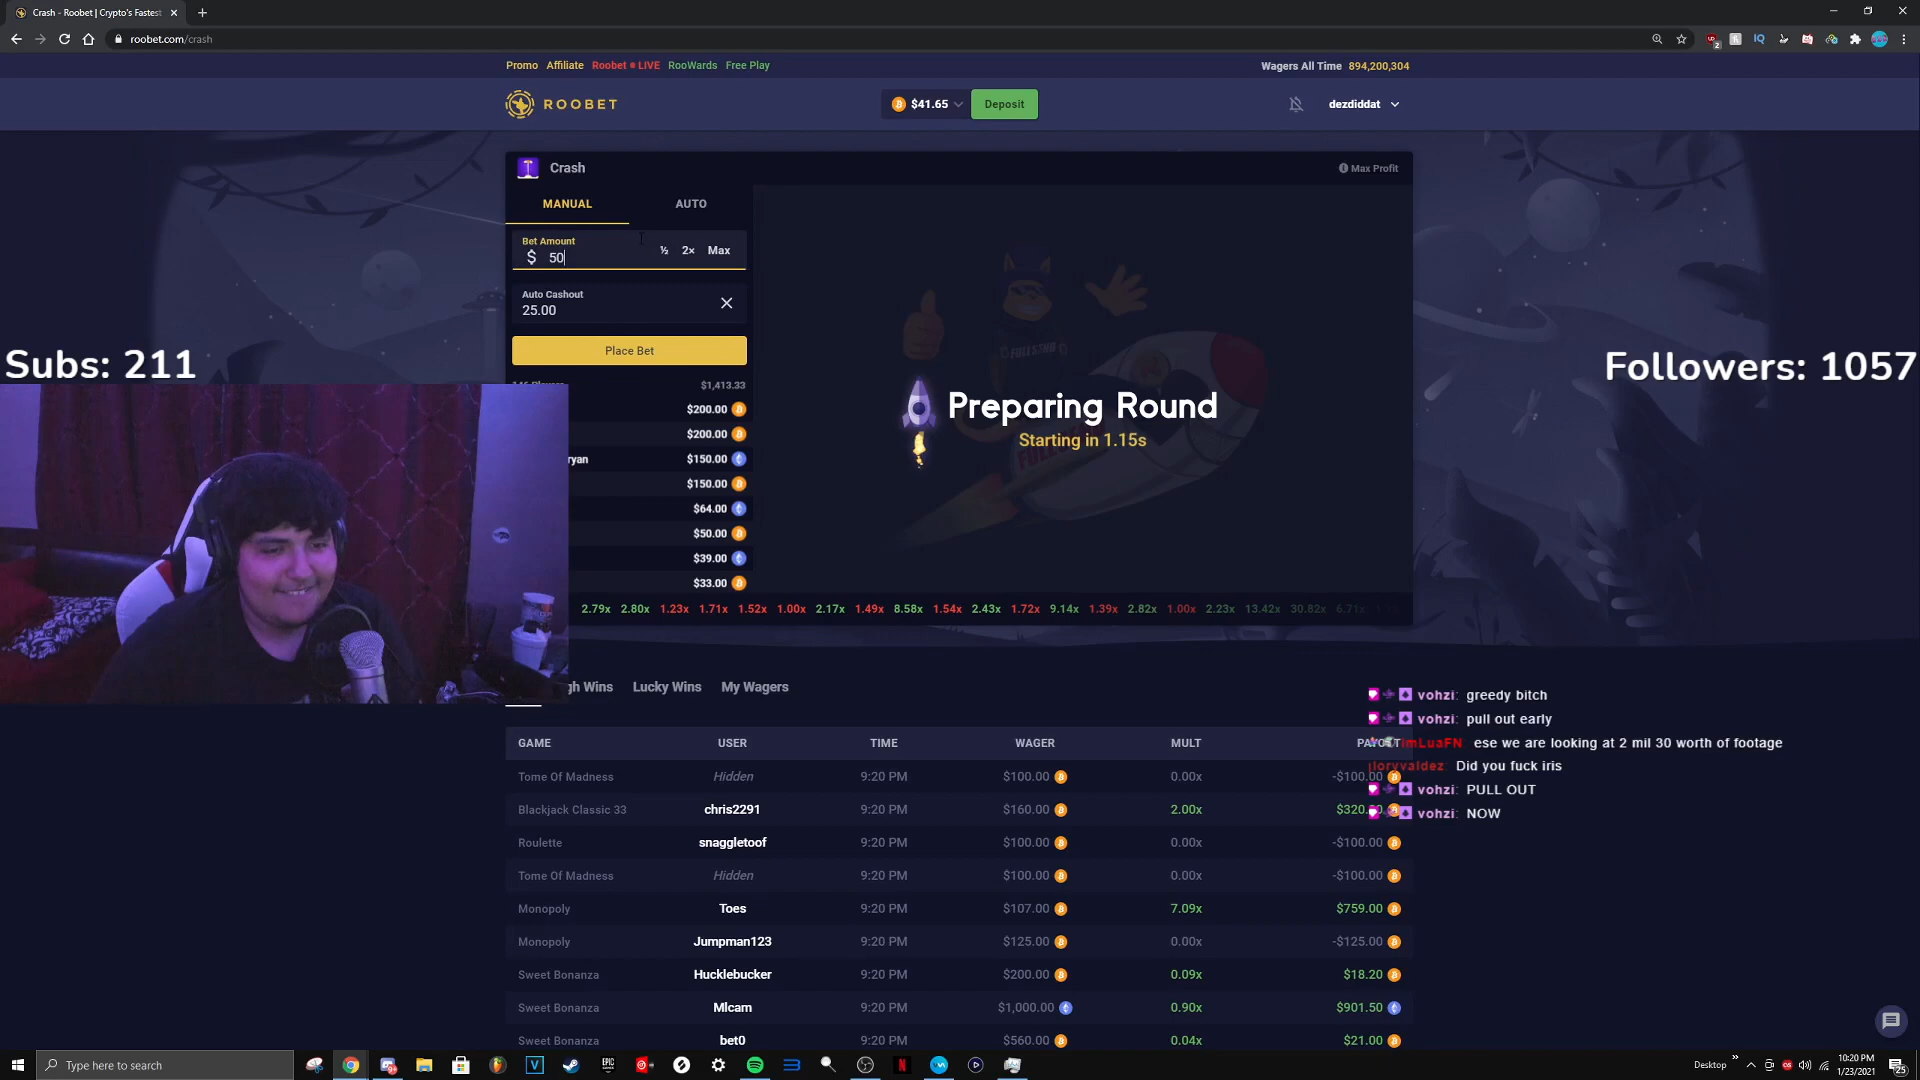 Crash - Roobet | Crypto's Fastest
roobet.com/crash
Promo Affiliate Roobet LIVE RooWards Free Play
Wagers All Time 894,200,304
ROOBET
$41.65
Deposit
dezdiddat
Crash
Max Profit
MANUAL AUTO
Bet Amount
$ 50
½ 2× Max
Auto Cashout
25.00
Place Bet
$1,413.33
$200.00
$200.00
ryan $150.00
$150.00
$64.00
$50.00
$39.00
$33.00
Preparing Round
Starting in 1.15s
Subs: 211
Followers: 1057
2.79x 2.80x 1.23x 1.71x 1.52x 1.00x 2.17x 1.49x 8.58x 1.54x 2.43x 1.72x 9.14x 1.39x 2.82x 1.00x 2.23x 13.42x 30.82x 6.71x
gh Wins Lucky Wins My Wagers
GAME USER TIME WAGER MULT
Tome Of Madness Hidden 9:20 PM $100.00 0.00x -$100.00
Blackjack Classic 33 chris2291 9:20 PM $160.00 2.00x
Roulette snaggletoof 9:20 PM $100.00 0.00x -$100.00
Tome Of Madness Hidden 9:20 PM $100.00 0.00x -$100.00
Monopoly Toes 9:20 PM $107.00 7.09x $759.00
Monopoly Jumpman123 9:20 PM $125.00 0.00x -$125.00
Sweet Bonanza Hucklebucker 9:20 PM $200.00 0.09x $18.20
Sweet Bonanza Mlcam 9:20 PM $1,000.00 0.90x $901.50
Sweet Bonanza bet0 9:20 PM $560.00 0.04x $21.00
vohzi: greedy bitch
vohzi: pull out early
imLuaFN: ese we are looking at 2 mil 30 worth of footage
Did you fuck iris
vohzi: PULL OUT
vohzi: NOW
Type here to search
Desktop
10:20 PM
1/23/2021
25